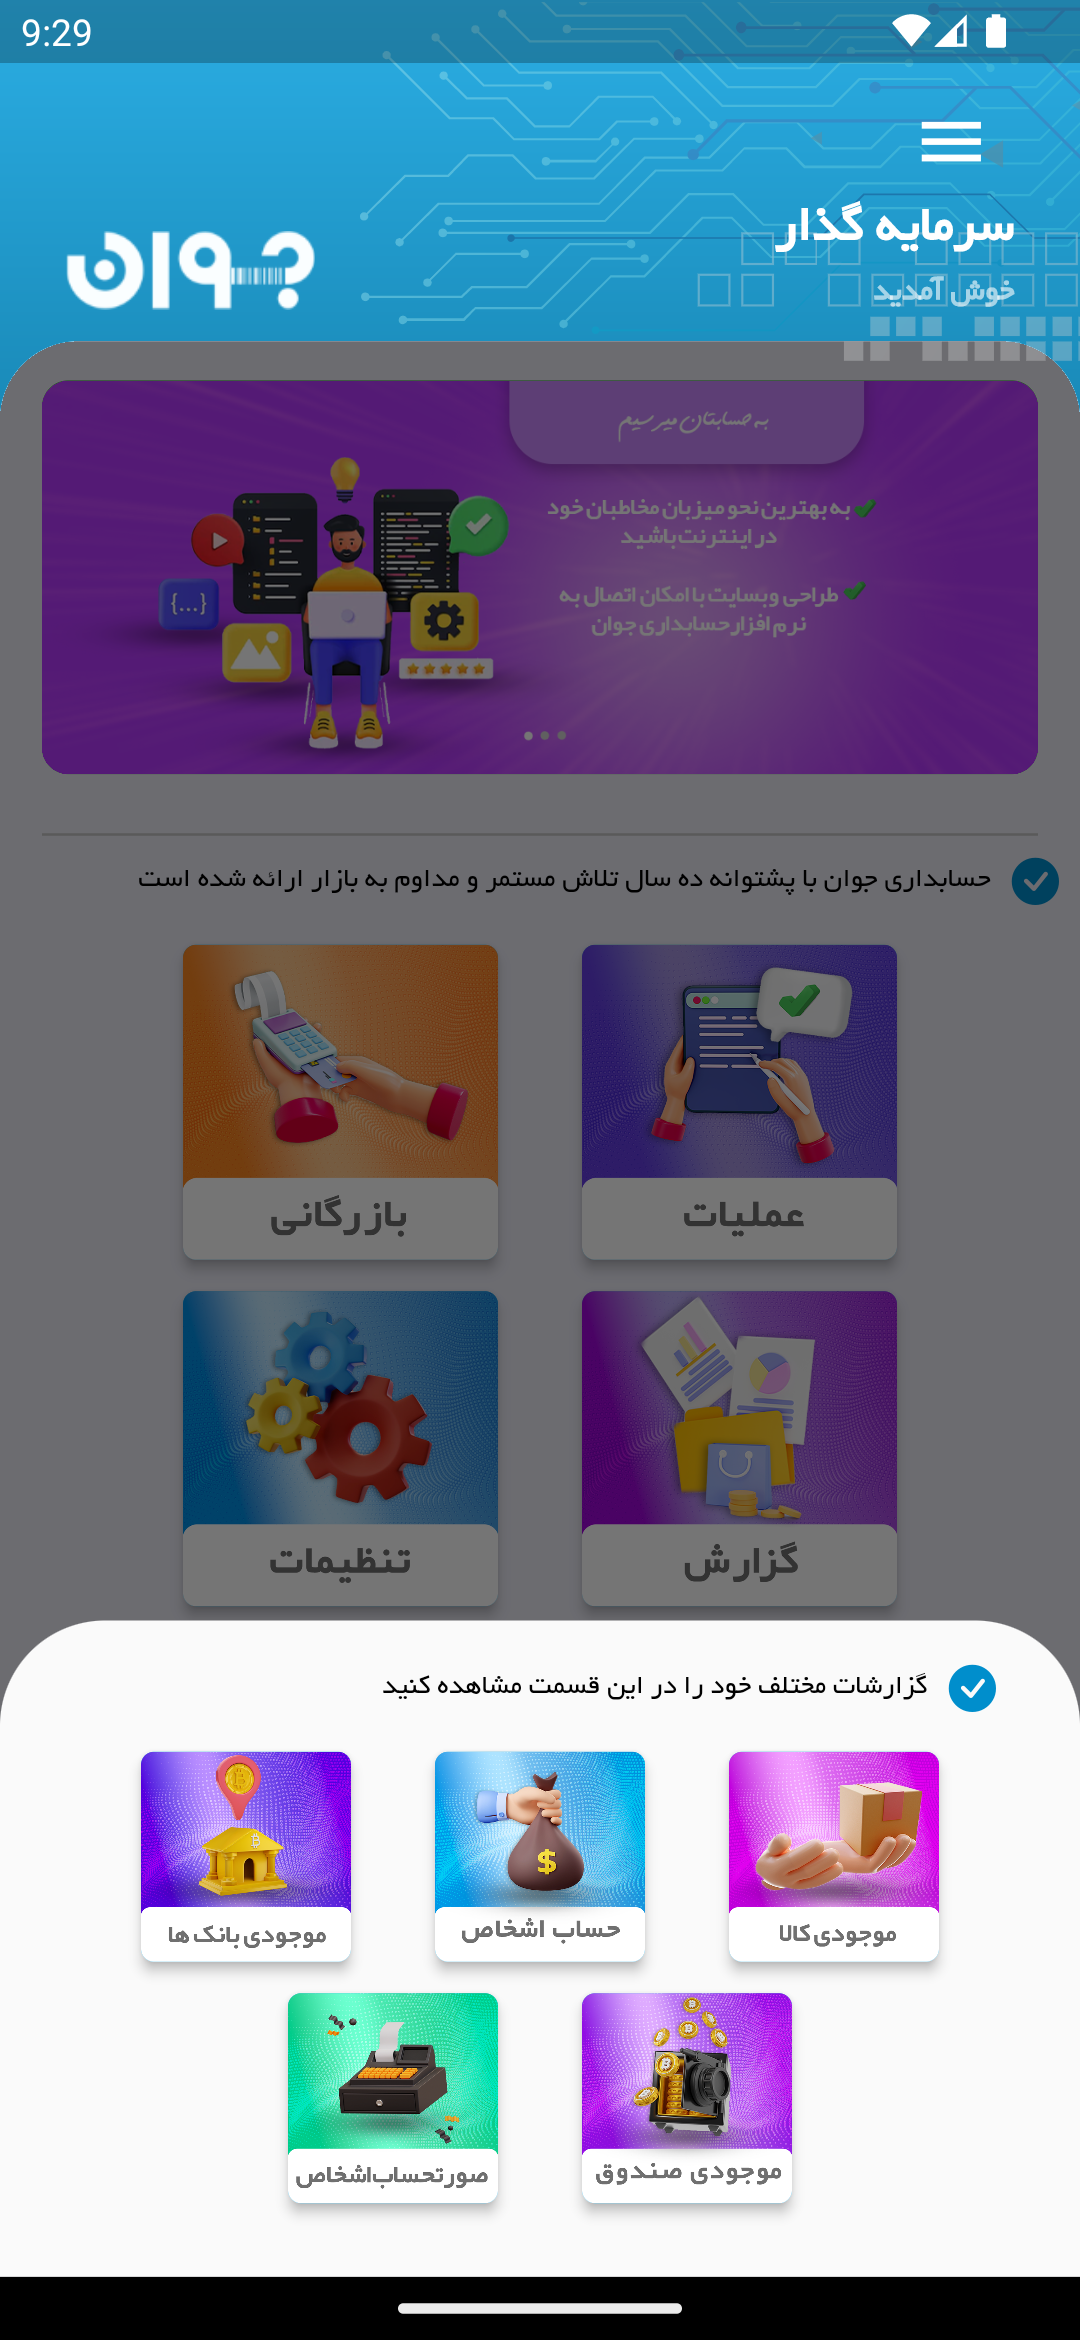 9:29
سرمایه گذار
جوان
خوش آمدید
به حسابتان میرسیم
به بهترین نحو میزبان مخاطبان خود
در اینترنت باشید
طراحی وبسایت با امکان اتصال به
نرم افزار حسابداری جوان
{...}
حسابداری جوان با پشتوانه ده سال تلاش مستمر و مداوم به بازار ارائه شده است
عملیات
بازرگانی
گزارش
تنظیمات
گزارشات مختلف خود را در این قسمت مشاهده کنید
موجودی کالا
حساب اشخاص
موجودی بانک ها
موجودی صندوق
صورتحساب اشخاص